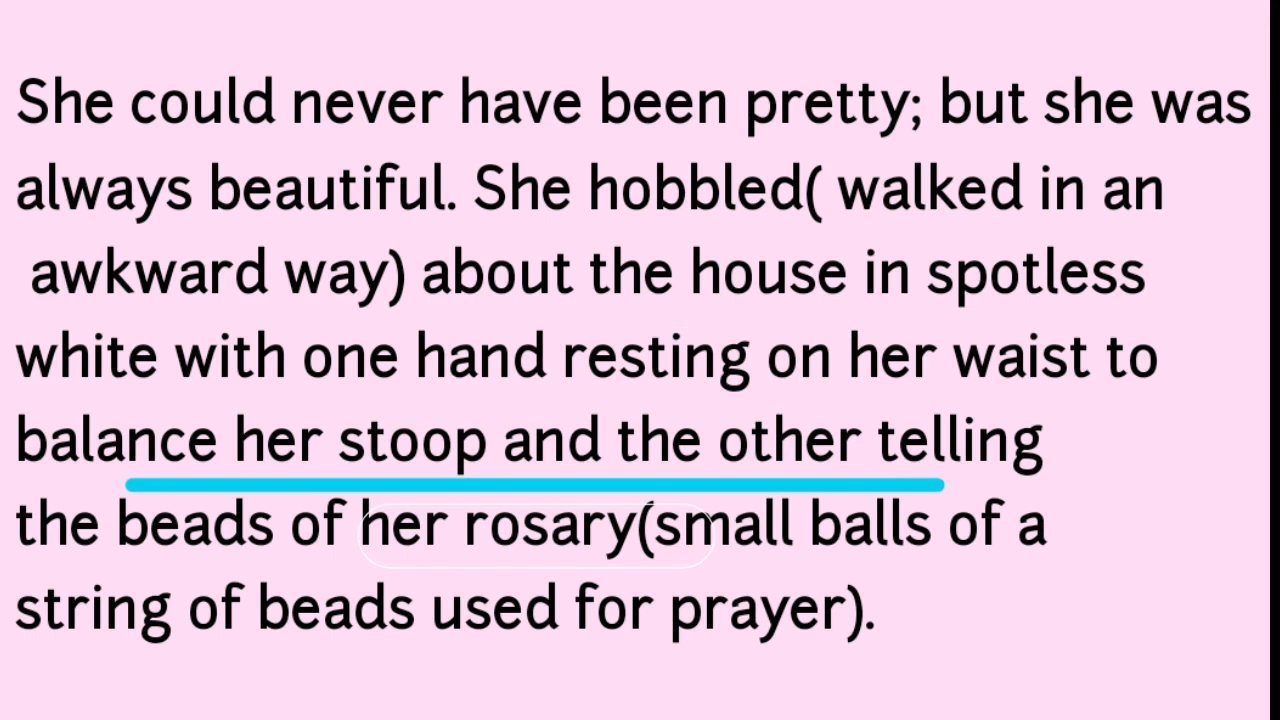 She could never have been pretty; but she was
always beautiful. She hobbled( walked in an
awkward way) about the house in spotless
white with one hand resting on her waist to
balance her stoop and the other telling
the beads of her rosary(small balls of a
string of beads used for prayer).